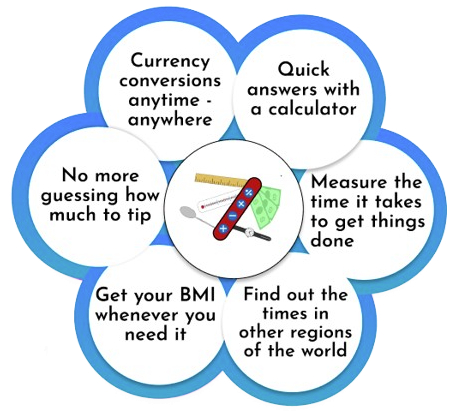 Currency
conversions
anytime -
anywhere
Quick
answers with
a calculator
No more
guessing how
much to tip
Measure the
time it takes
to get things
done
Get your BMI
whenever you
need it
Find out the
times in
other regions
of the world